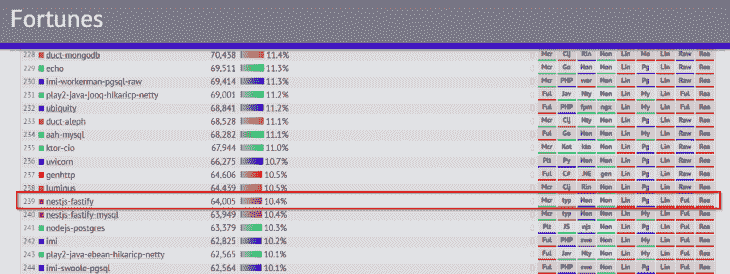 Fortunes
228 duct-mongodb 70,458 11.4% Mcr Clj Rin Non Lin Mo Lin Raw Rea
229 echo 69,511 11.3% Mcr Go Non Non Lin Pg Lin Raw Rea
230 imi-workerman-pgsql-raw 69,414 11.3% Mcr PHP wor Non Lin Pg Lin Raw Rea
231 play2-java-jooq-hikaricp-netty 69,001 11.2% Ful Jav Nty Non Lin My Lin Ful Rea
232 ubiquity 68,841 11.2% Ful PHP fpm ngx Lin My Lin Ful Rea
233 duct-aleph 68,528 11.1% Mcr Clj Nty Non Lin Pg Lin Raw Rea
234 aah-mysql 68,282 11.1% Ful Go Non Non Lin My Lin Raw Rea
235 ktor-cio 67,944 11.0% Mcr Kot Non Lin Pg Lin Raw Rea
236 uvicorn 66,275 10.7% Plt Py Non Non Lin Pg Lin Raw Rea
237 genhttp 64,606 10.5% Ful C# .NE gen Lin Pg Lin Ful Rea
238 luminus 64,439 10.5% Mcr Clj Non Lin Pg Lin Raw Rea
239 nestjs-fastify 64,005 10.4% Mcr typ Non Non Lin Pg Lin Ful Rea
240 nestjs-fastify-mysql 63,949 10.4% Mcr typ Non Non Lin My Lin Ful Rea
241 nodejs-postgres 63,379 10.3% Plt JS njs Non Lin Pg Lin Ful Rea
242 imi 62,825 10.2% Ful PHP swo Non Lin My Lin Ful Rea
243 play2-java-ebean-hikaricp-netty 62,565 10.1% Ful Jav Nty Non Lin My Lin Ful Rea
244 imi-swoole-pgsql 62,564 10.1% Ful PHP swo Non Lin Pg Lin Ful Rea